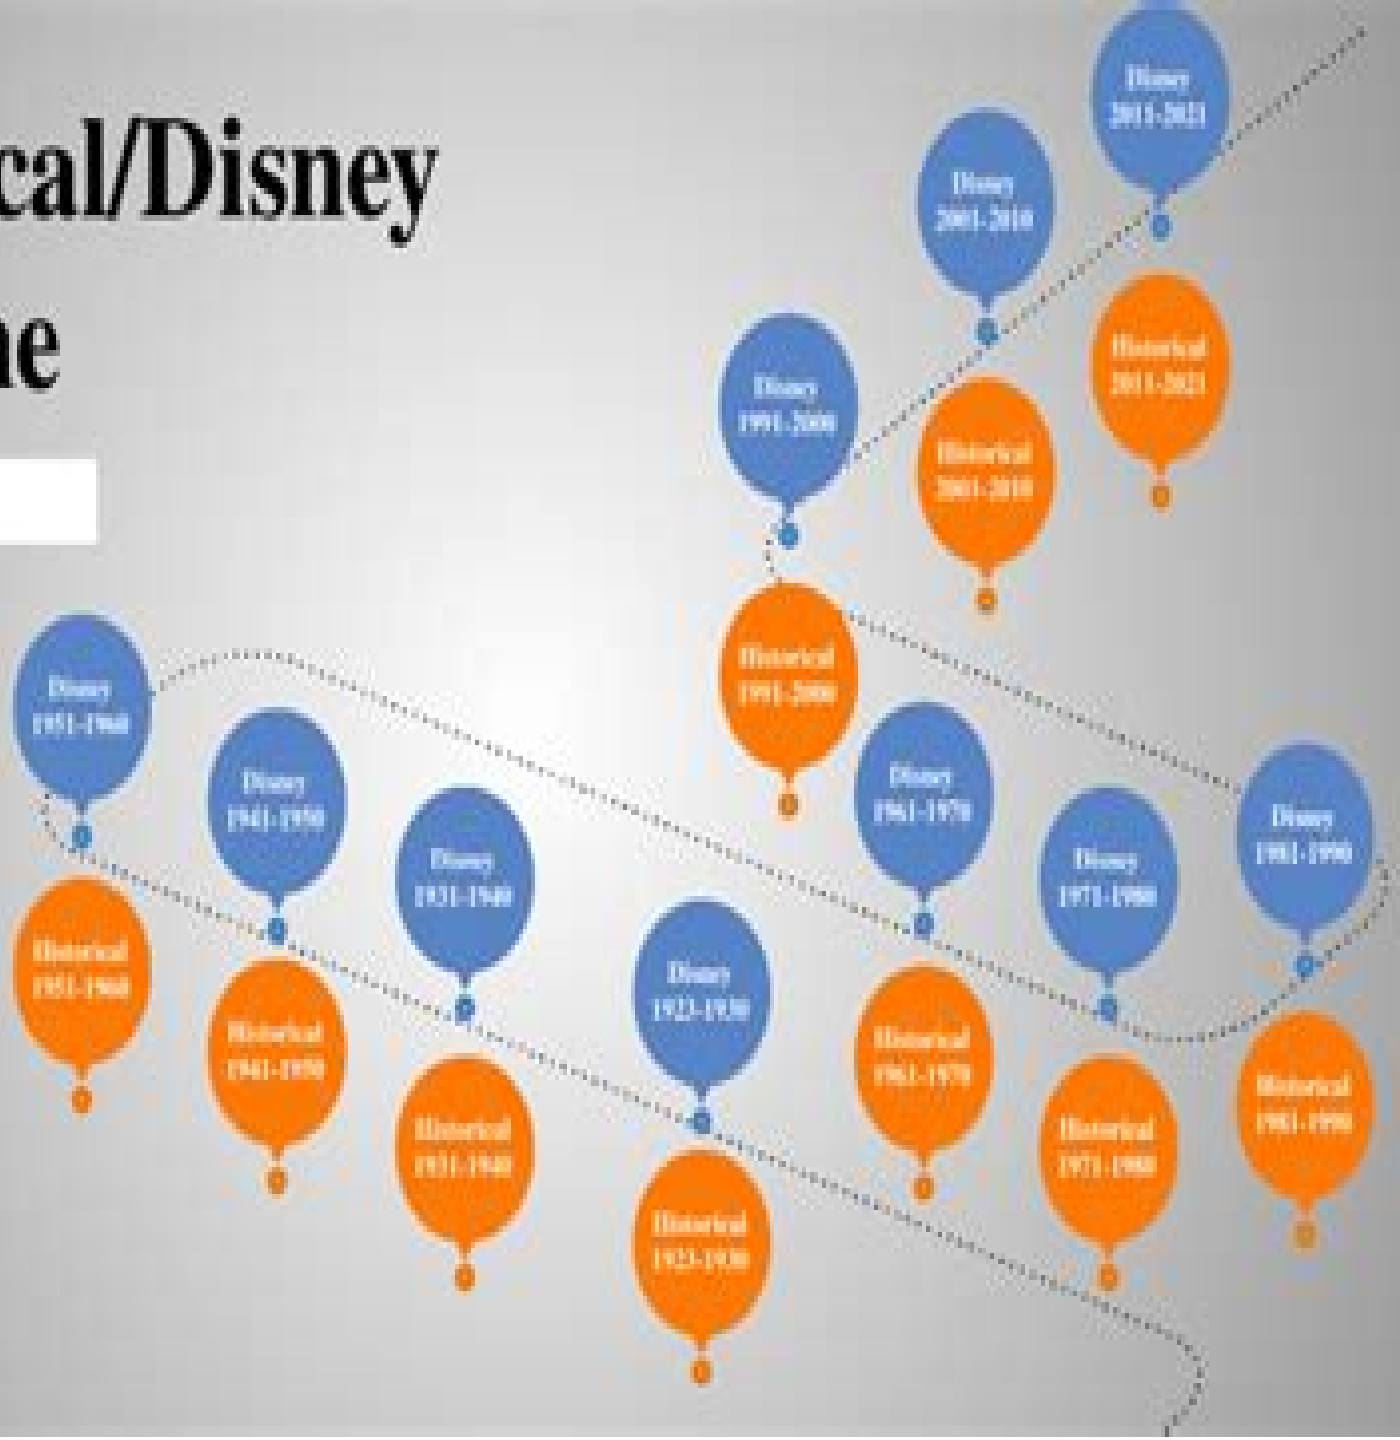 cal/Disney
ne
Disney
2011-2021
Disney
2001-2010
Historical
2011-2021
Disney
1991-2000
Historical
2001-2010
Historical
1991-2000
Disney
1951-1960
Disney
1941-1950
Disney
1931-1940
Disney
1961-1970
Disney
1971-1980
Disney
1981-1990
Historical
1951-1960
Disney
1923-1930
Historical
1941-1950
Historical
1961-1970
Historical
1931-1940
Historical
1971-1980
Historical
1981-1990
Historical
1923-1930